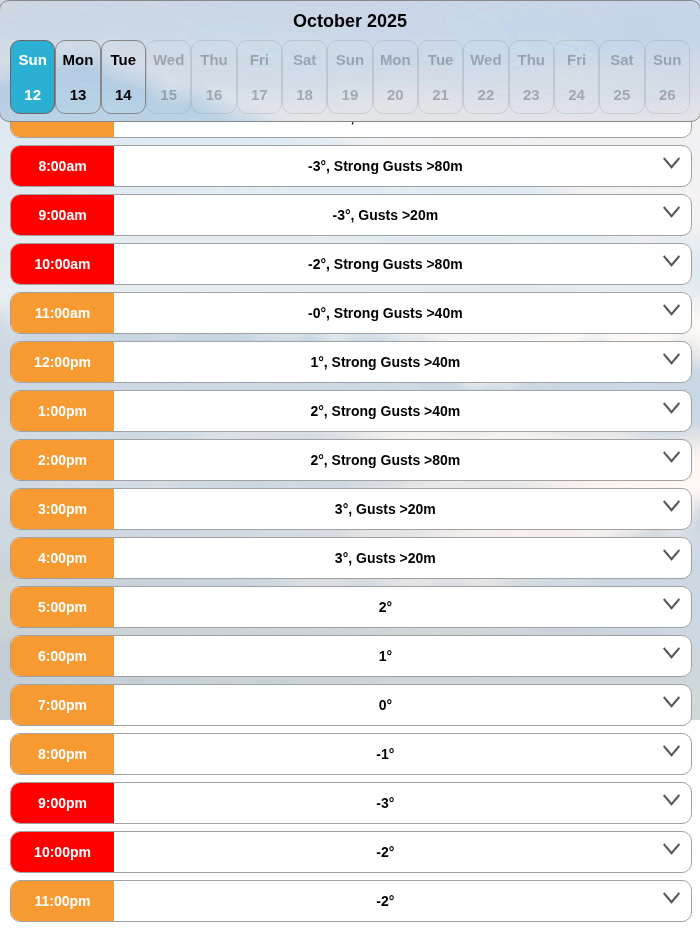 October 2025
Sun Mon Tue Wed Thu Fri Sat Sun Mon Tue Wed Thu Fri Sat Sun
12 13 14 15 16 17 18 19 20 21 22 23 24 25 26
8:00am -3°, Strong Gusts >80m
9:00am -3°, Gusts >20m
10:00am -2°, Strong Gusts >80m
11:00am -0°, Strong Gusts >40m
12:00pm 1°, Strong Gusts >40m
1:00pm 2°, Strong Gusts >40m
2:00pm 2°, Strong Gusts >80m
3:00pm 3°, Gusts >20m
4:00pm 3°, Gusts >20m
5:00pm 2°
6:00pm 1°
7:00pm 0°
8:00pm -1°
9:00pm -3°
10:00pm -2°
11:00pm -2°